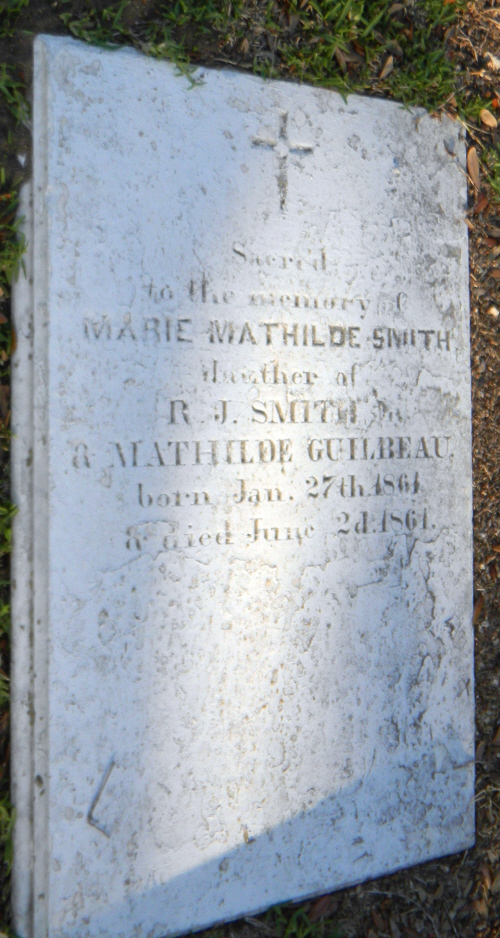 Sacred
to the memory of
MARIE MATHILDE SMITH
dauther of
R. J. SMITH
& MATHILDE GUILBEAU.
born Jan. 27th. 1861
& died June 2d. 1861.